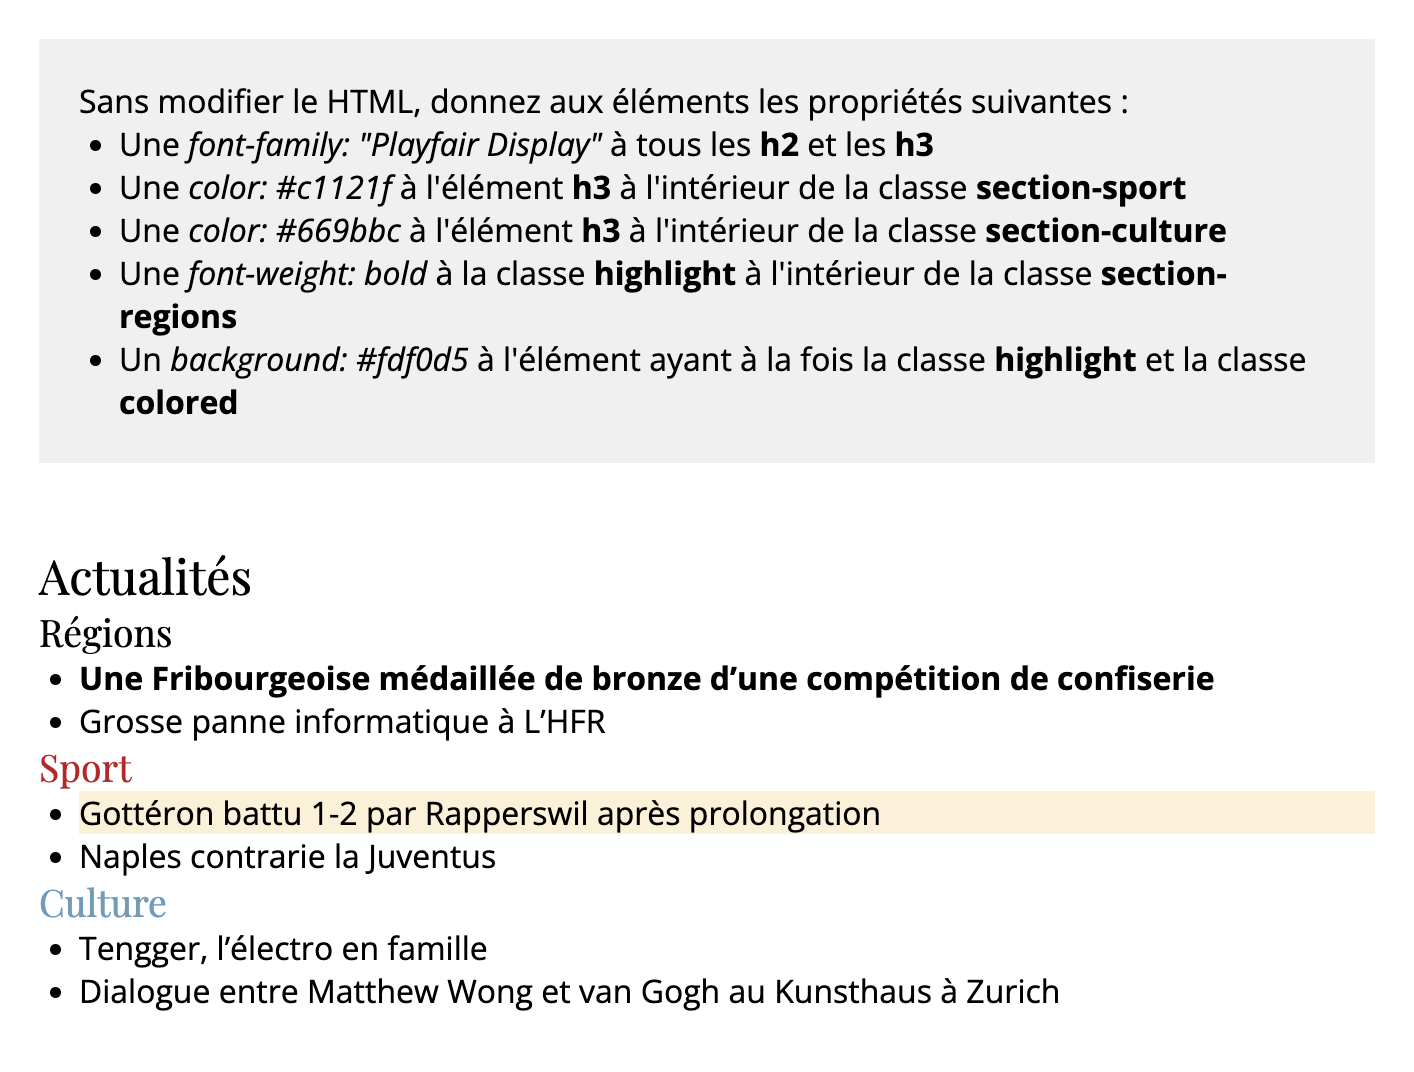 Sans modifier le HTML, donnez aux éléments les propriétés suivantes :
• Une font-family: "Playfair Display" à tous les h2 et les h3
• Une color: #c1121f à l'élément h3 à l'intérieur de la classe section-sport
• Une color: #669bbc à l'élément h3 à l'intérieur de la classe section-culture
• Une font-weight: bold à la classe highlight à l'intérieur de la classe section-
regions
• Un background: #fdf0d5 à l'élément ayant à la fois la classe highlight et la classe
colored
Actualités
Régions
• Une Fribourgeoise médaillée de bronze d’une compétition de confiserie
• Grosse panne informatique à L’HFR
Sport
• Gottéron battu 1-2 par Rapperswil après prolongation
• Naples contrarie la Juventus
Culture
• Tengger, l’électro en famille
• Dialogue entre Matthew Wong et van Gogh au Kunsthaus à Zurich